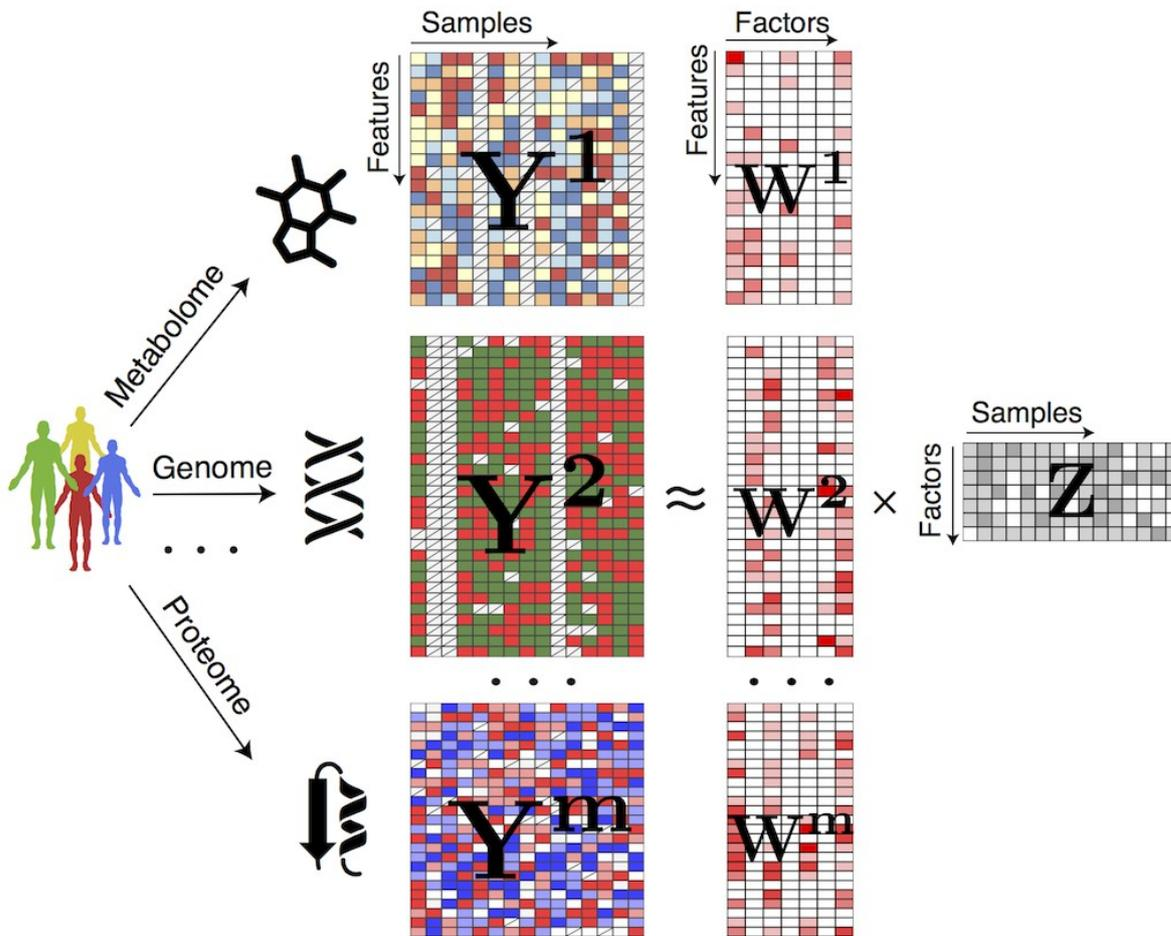 Samples
Features
Y¹
Factors
Features
W¹
Metabolome
Genome
. . .
Proteome
Y²
≈
W²
×
Samples
Factors
Z
. . .
. . .
Yᵐ
Wᵐ